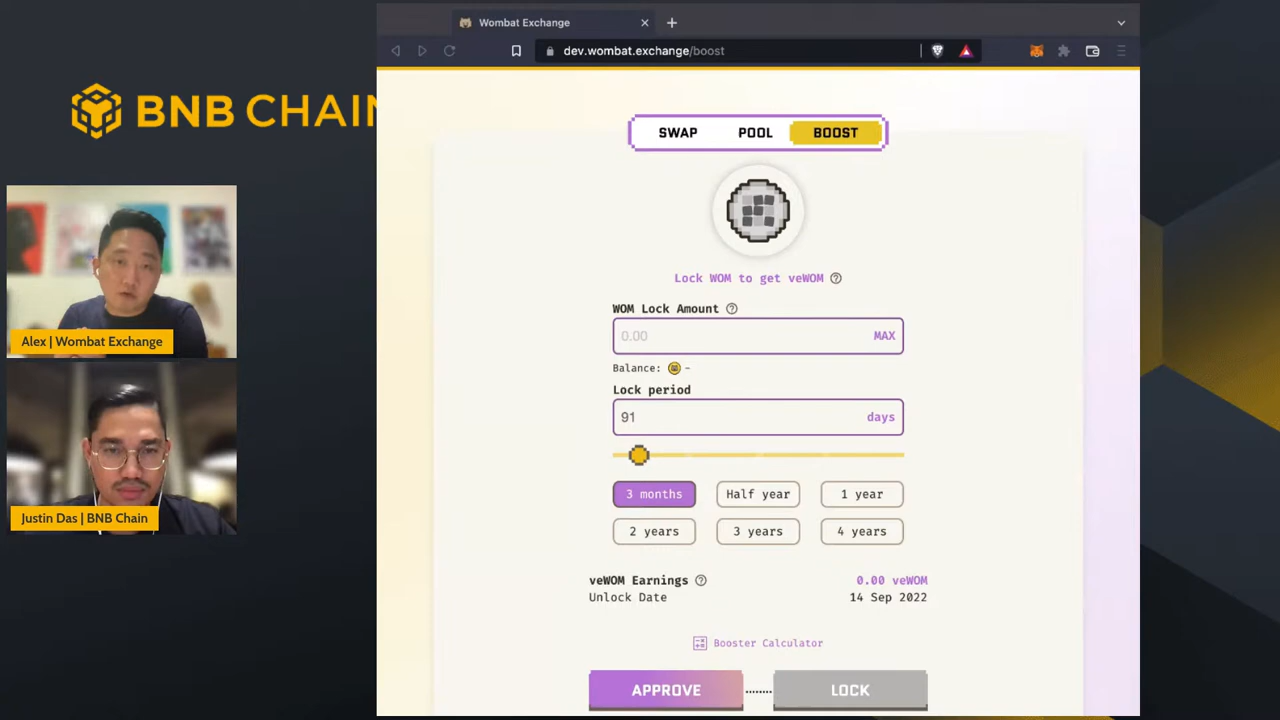 Wombat Exchange
dev.wombat.exchange/boost
BNB CHAIN
SWAP POOL BOOST
Lock WOM to get veWOM
WOM Lock Amount
0.00 MAX
Balance: -
Lock period
91 days
3 months Half year 1 year
2 years 3 years 4 years
veWOM Earnings 0.00 veWOM
Unlock Date 14 Sep 2022
Booster Calculator
APPROVE LOCK
Alex | Wombat Exchange
Justin Das | BNB Chain